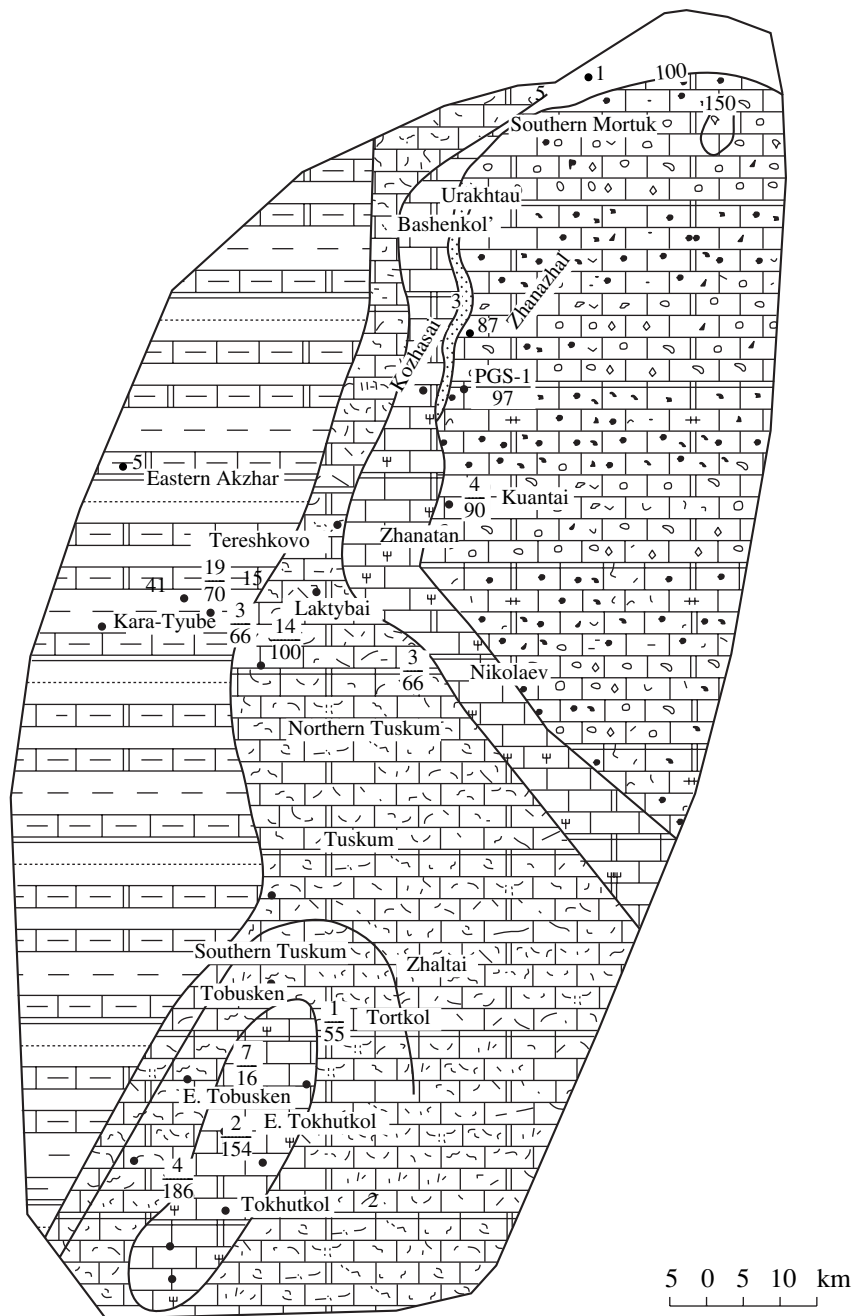 1
100
5
150
Southern Mortuk
Urakhtau
Bashenkol’
3
Zhanazhal
87
Kozhasai
PGS-1
97
5
Eastern Akzhar
4
90
Kuantai
Tereshkovo
Zhanatan
19
70
15
41
Laktybai
Kara-Tyube
3
66
14
100
3
66
Nikolaev
Northern Tuskum
Tuskum
Southern Tuskum
Zhaltai
Tobusken
1
55
Tortkol
7
16
E. Tobusken
2
154
E. Tokhutkol
4
186
Tokhutkol
2
5 0 5 10 km